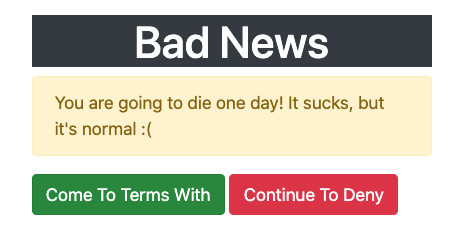 Bad News
You are going to die one day! It sucks, but
it's normal :(
Come To Terms With
Continue To Deny